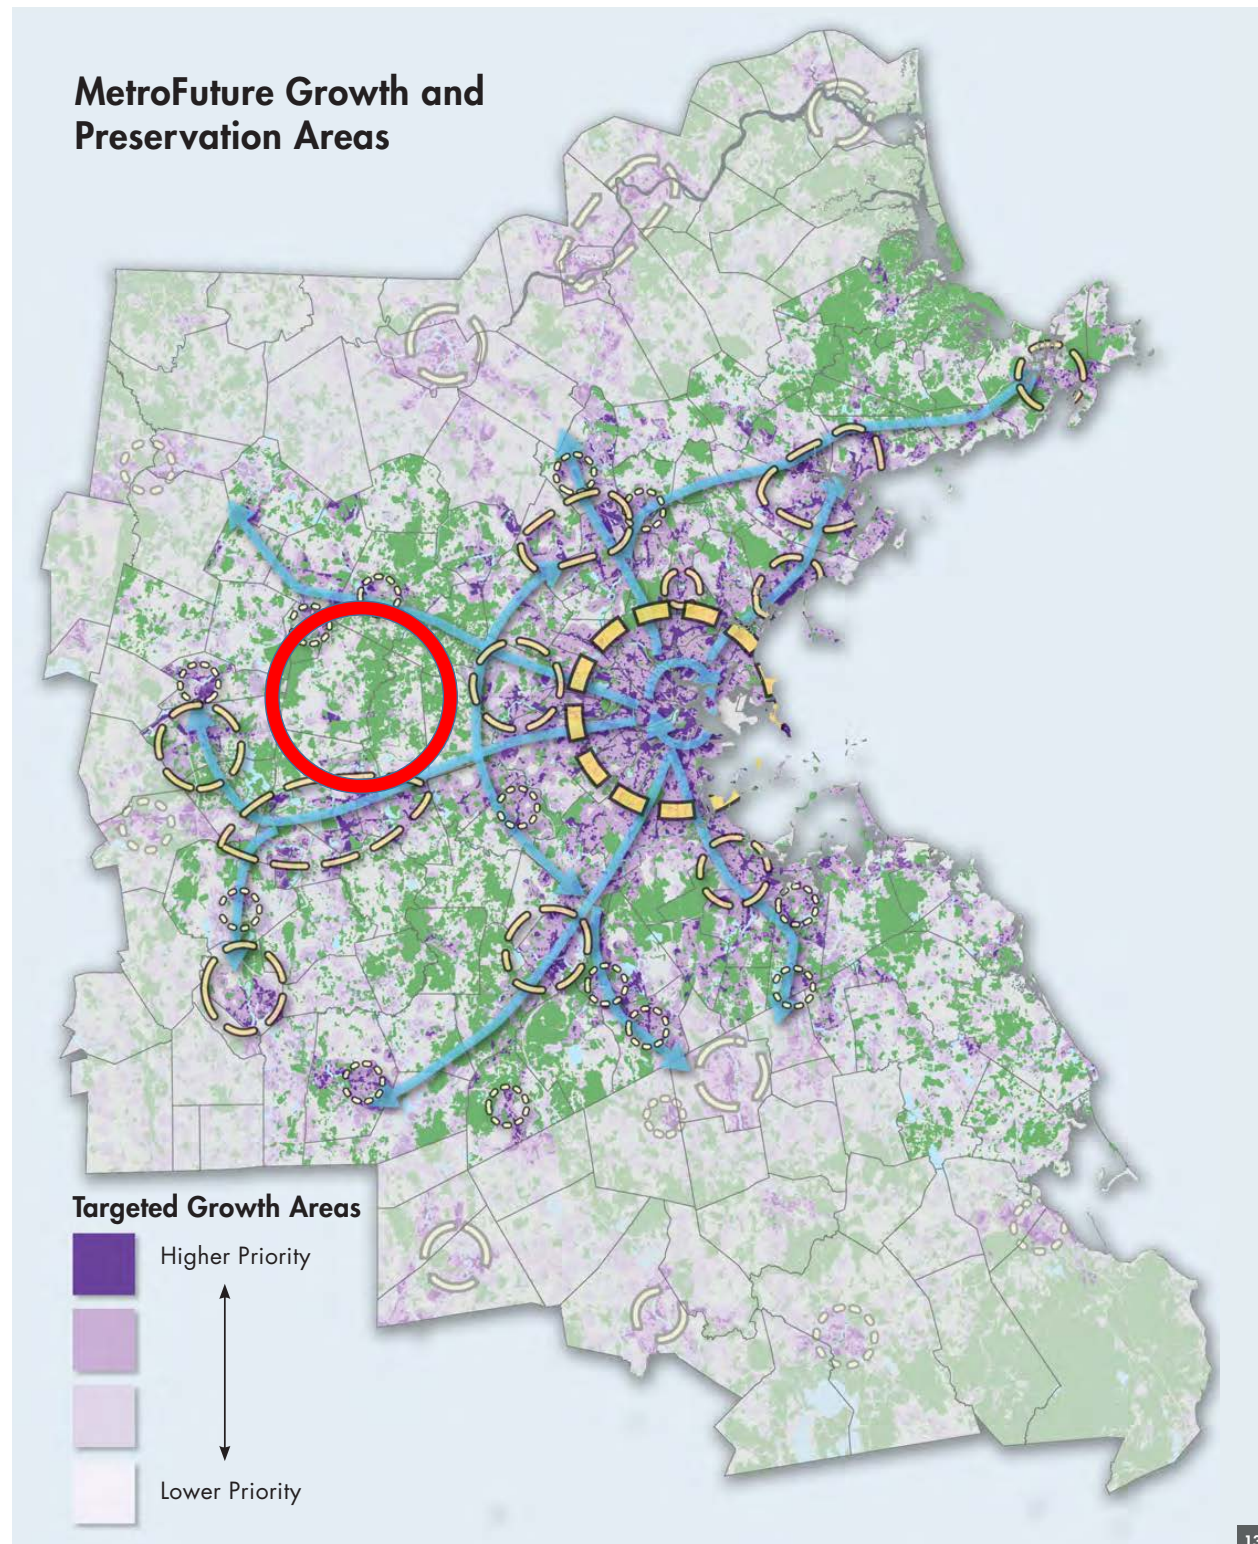 MetroFuture Growth and
Preservation Areas
Targeted Growth Areas
Higher Priority
Lower Priority